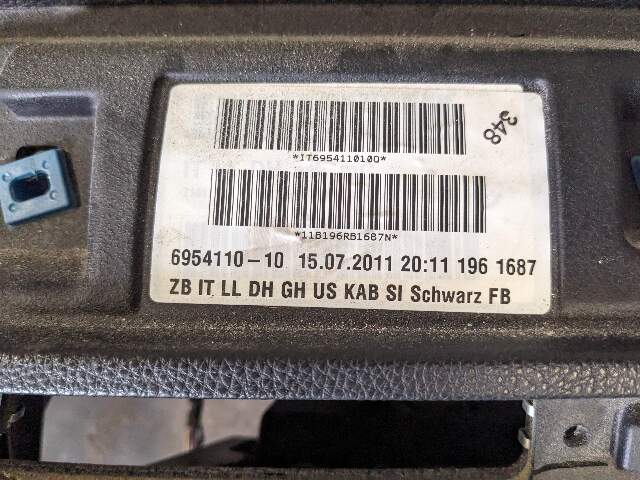 348
*IT6954110100*
*11B196RB1687N*
6954110-10 15.07.2011 20:11 196 1687
ZB IT LL DH GH US KAB SI Schwarz FB